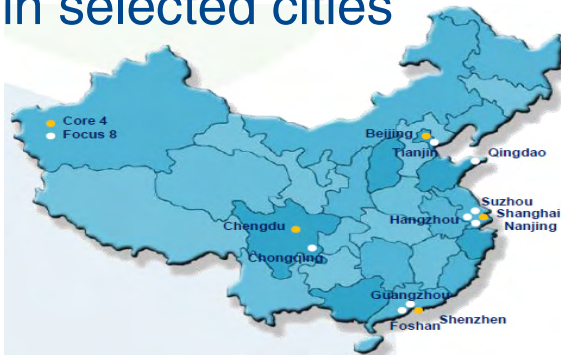 in selected cities
Core 4
Focus 8
Beijing
Tianjin
Qingdao
Suzhou
Shanghai
Hangzhou
Nanjing
Chengdu
Chongqing
Guangzhou
Shenzhen
Foshan